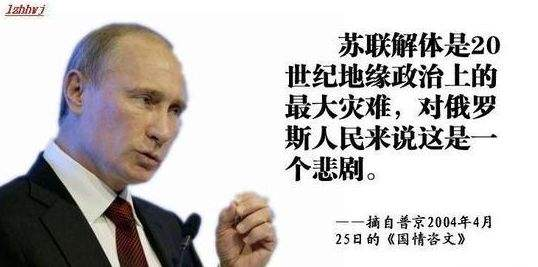 lzhhvj
苏联解体是20
世纪地缘政治上的
最大灾难，对俄罗
斯人民来说这是一
个悲剧。
——摘自普京2004年4月
25日的《国情咨文》